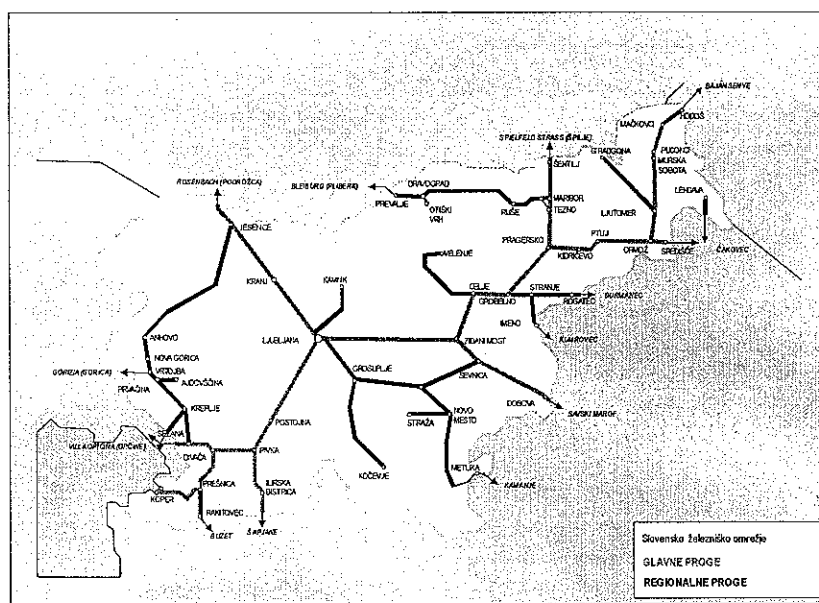 BAJÁNSENYE
HODOŠ
MAČKOVCI
SPIELFELD STRASS (ŠPILJE)
G.RADGONA
PUCONCI
MURSKA
SOBOTA
ŠENTILJ
ROSENBACH (PODROŽCA)
BLEIBURG (PLIBERK)
DRAVOGRAD
LENDAVA
PREVALJE
OTIŠKI
VRH
RUŠE
MARIBOR
TEZNO
LJUTOMER
JESENICE
PRAGERSKO
PTUJ
KIDRIČEVO
ORMOŽ
SREDIŠČE
ČAKOVEC
VELENJE
KRANJ
KAMNIK
CELJE
GROBELNO
STRANJE
ROGATEC
ĐURMANEC
IMENO
KLANJEC
ANHOVO
LJUBLJANA
ZIDANI MOST
NOVA GORICA
GORIZIA (GORICA)
VRTOJBA
AJDOVŠČINA
PRVAČINA
GROSUPLJE
SEVNICA
DOBOVA
SAVSKI MAROF
KREPLJE
POSTOJNA
STRAŽA
NOVO
MESTO
SEŽANA
VILLA OPICINA (OPČINE)
DIVAČA
PIVKA
KOČEVJE
METLIKA
KAMANJE
PREŠNICA
KOPER
ILIRSKA
BISTRICA
RAKITOVEC
BUZET
ŠAPJANE
Slovensko železniško omrežje
GLAVNE PROGE
REGIONALNE PROGE